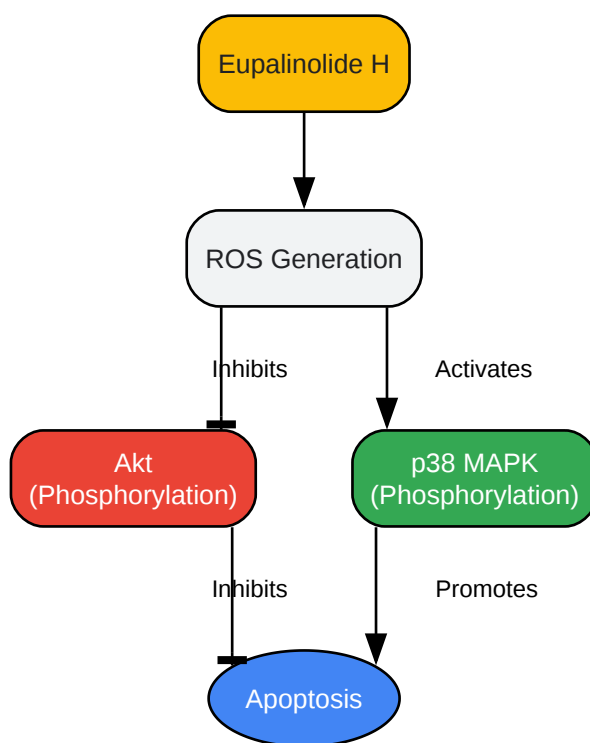 Eupalinolide H
ROS Generation
Inhibits
Activates
Akt
(Phosphorylation)
p38 MAPK
(Phosphorylation)
Inhibits
Promotes
Apoptosis